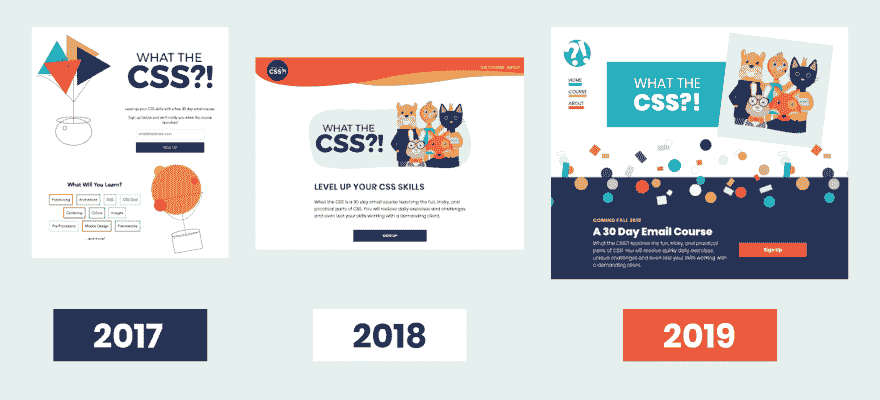 WHAT THE
CSS?!
Level up your CSS skills with a free 30 day email course.
Sign up below and we'll notify you when the course
launches!
SIGN UP
What Will You Learn?
Positioning
Animations
SVG
CSS Grid
Centering
Colors
Images
Pre-Processors
Mobile Design
Frameworks
...and more!
2017
CSS?!
THE COURSE
ABOUT
WHAT THE
CSS?!
LEVEL UP YOUR CSS SKILLS
What the CSS is a 30 day email course teaching the fun, tricky, and
practical parts of CSS. You will receive daily exercises and challenges
and even test your skills working with a demanding client.
SIGN UP
2018
?!
HOME
COURSE
ABOUT
WHAT THE
CSS?!
COMING FALL 2019
A 30 Day Email Course
What the CSS?! teaches the fun, tricky, and practical
parts of CSS. You will receive quirky daily exercises,
unique challenges and even test your skills working with
a demanding client.
Sign Up
2019